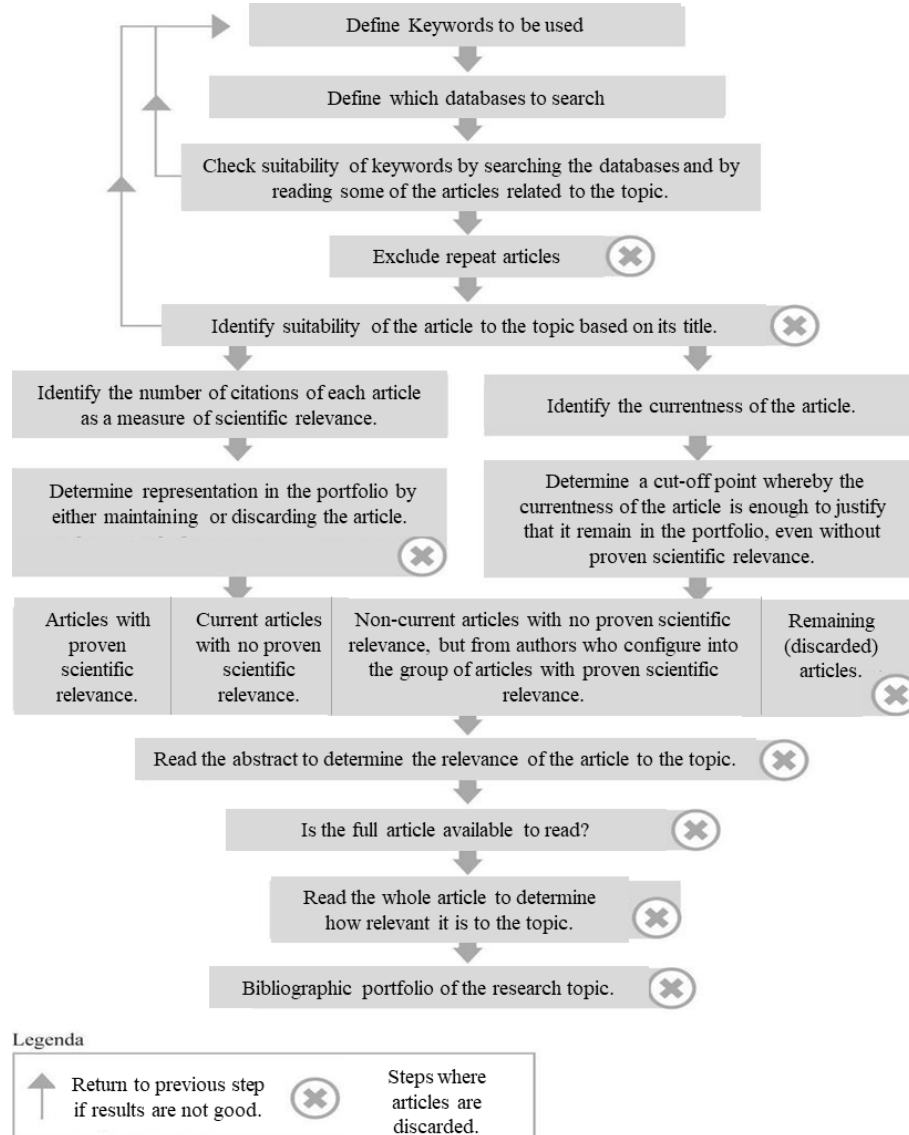 Define Keywords to be used
Define which databases to search
Check suitability of keywords by searching the databases and by
reading some of the articles related to the topic.
Exclude repeat articles
Identify suitability of the article to the topic based on its title.
Identify the number of citations of each article
as a measure of scientific relevance.
Identify the currentness of the article.
Determine representation in the portfolio by
either maintaining or discarding the article.
Determine a cut-off point whereby the
currentness of the article is enough to justify
that it remain in the portfolio, even without
proven scientific relevance.
Articles with
proven
scientific
relevance.
Current articles
with no proven
scientific
relevance.
Non-current articles with no proven scientific
relevance, but from authors who configure into
the group of articles with proven scientific
relevance.
Remaining
(discarded)
articles.
Read the abstract to determine the relevance of the article to the topic.
Is the full article available to read?
Read the whole article to determine
how relevant it is to the topic.
Bibliographic portfolio of the research topic.
Legenda
Return to previous step
if results are not good.
Steps where
articles are
discarded.